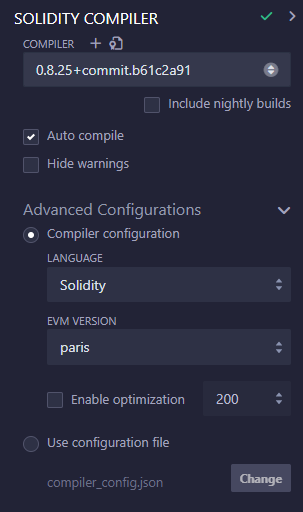 SOLIDITY COMPILER
COMPILER
0.8.25+commit.b61c2a91
Include nightly builds
Auto compile
Hide warnings
Advanced Configurations
Compiler configuration
LANGUAGE
Solidity
EVM VERSION
paris
Enable optimization 200
Use configuration file
compiler_config.json Change